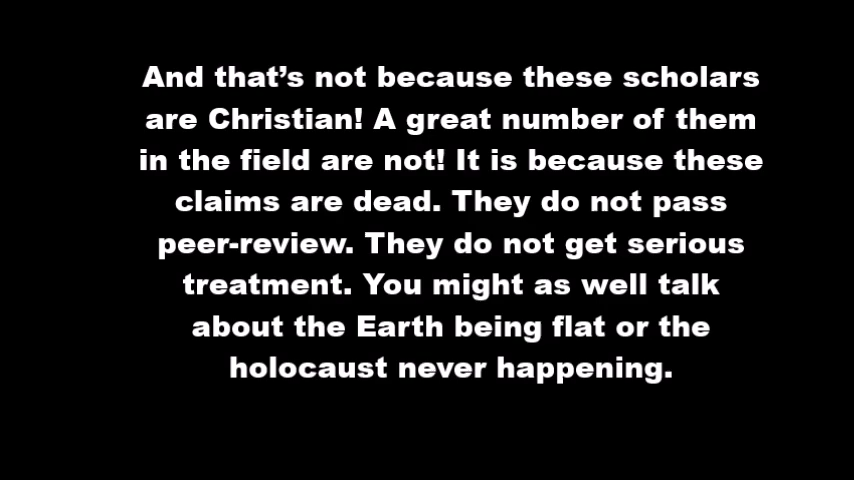 And that’s not because these scholars
are Christian! A great number of them
in the field are not! It is because these
claims are dead. They do not pass
peer-review. They do not get serious
treatment. You might as well talk
about the Earth being flat or the
holocaust never happening.